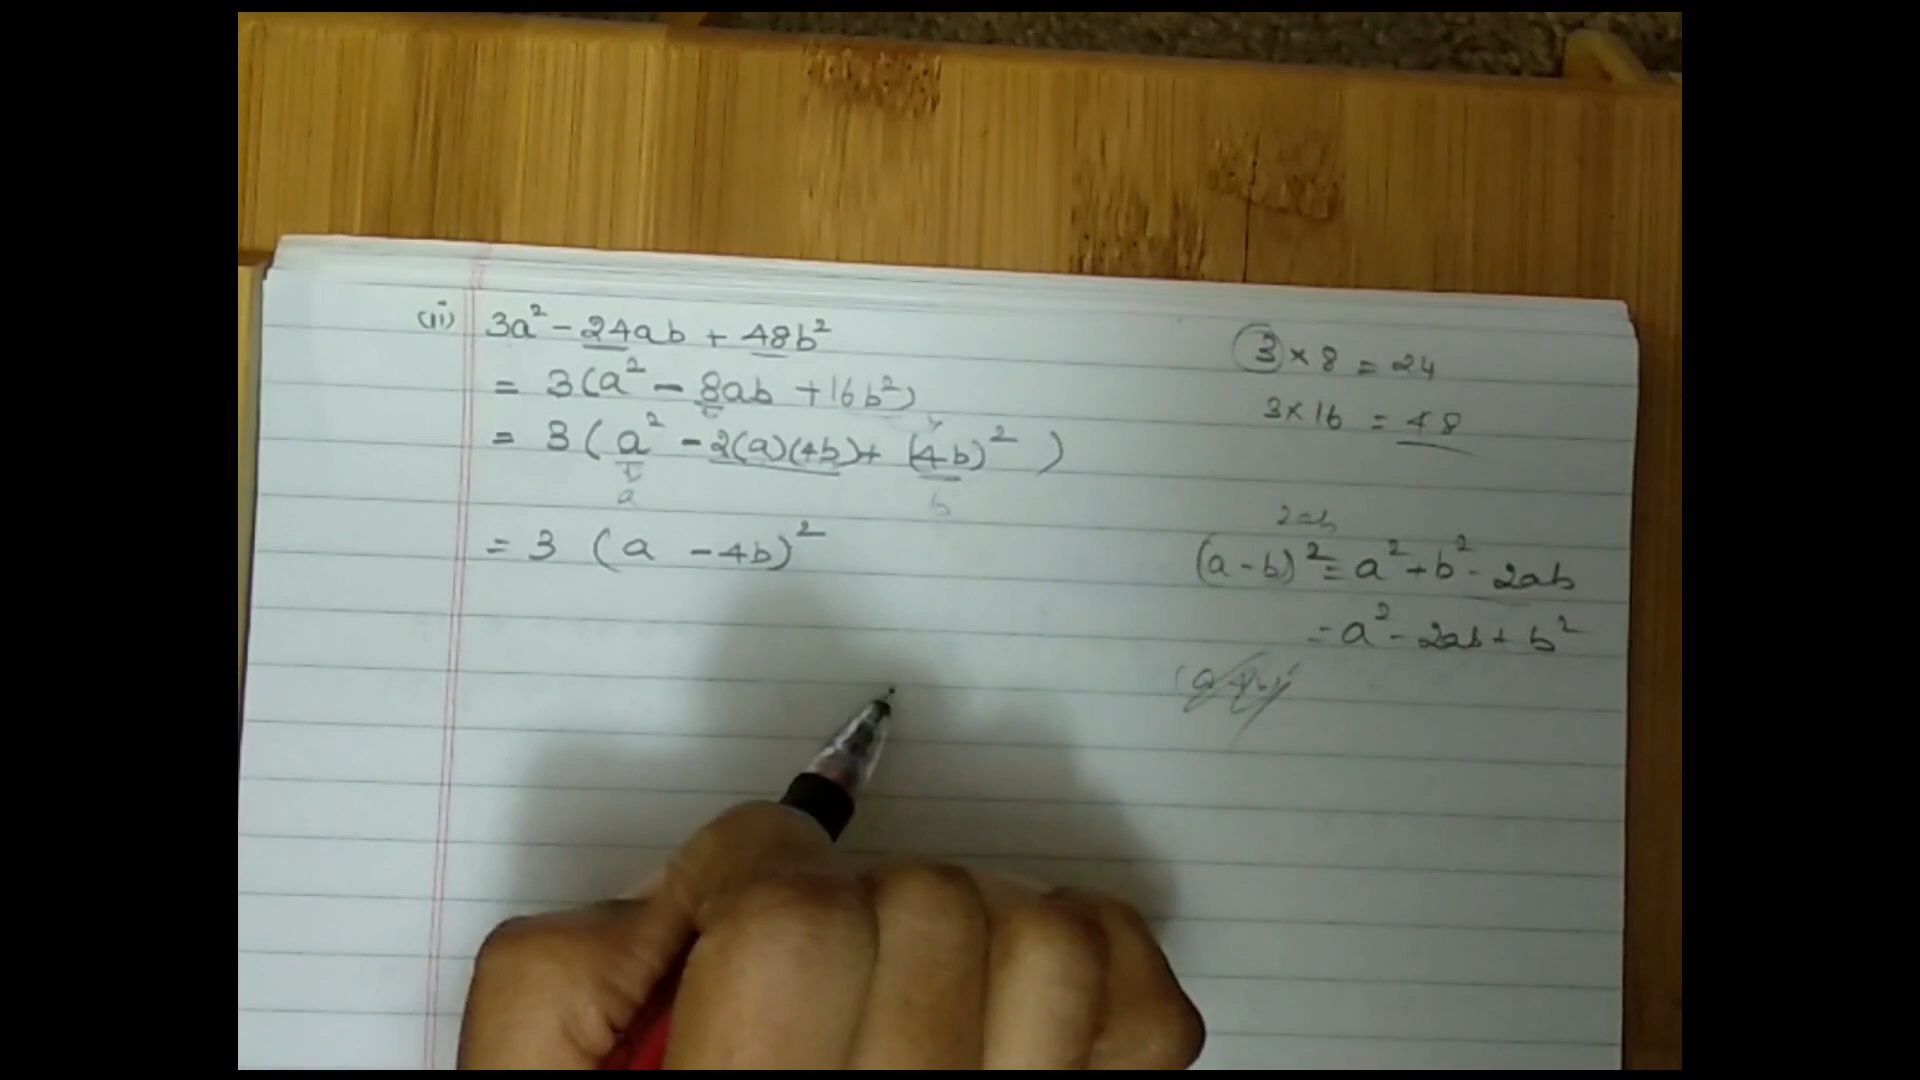 (ii) 3a² - 24ab + 48b²
= 3(a² - 8ab + 16b²)
= 3(a² - 2(a)(4b) + (4b)²)
a b
= 3 (a - 4b)²
3 × 8 = 24
3 × 16 = 48
2ab
(a - b)² = a² + b² - 2ab
= a² - 2ab + b²